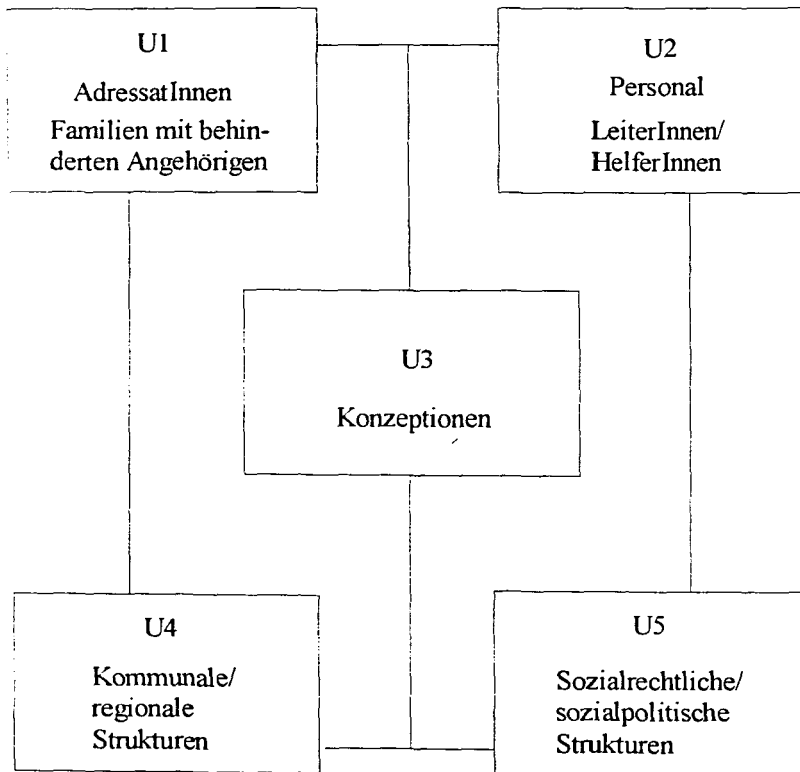 U1
AdressatInnen
Familien mit behin-
derten Angehörigen
U2
Personal
LeiterInnen/
HelferInnen
U3
Konzeptionen
U4
Kommunale/
regionale
Strukturen
U5
Sozialrechtliche/
sozialpolitische
Strukturen